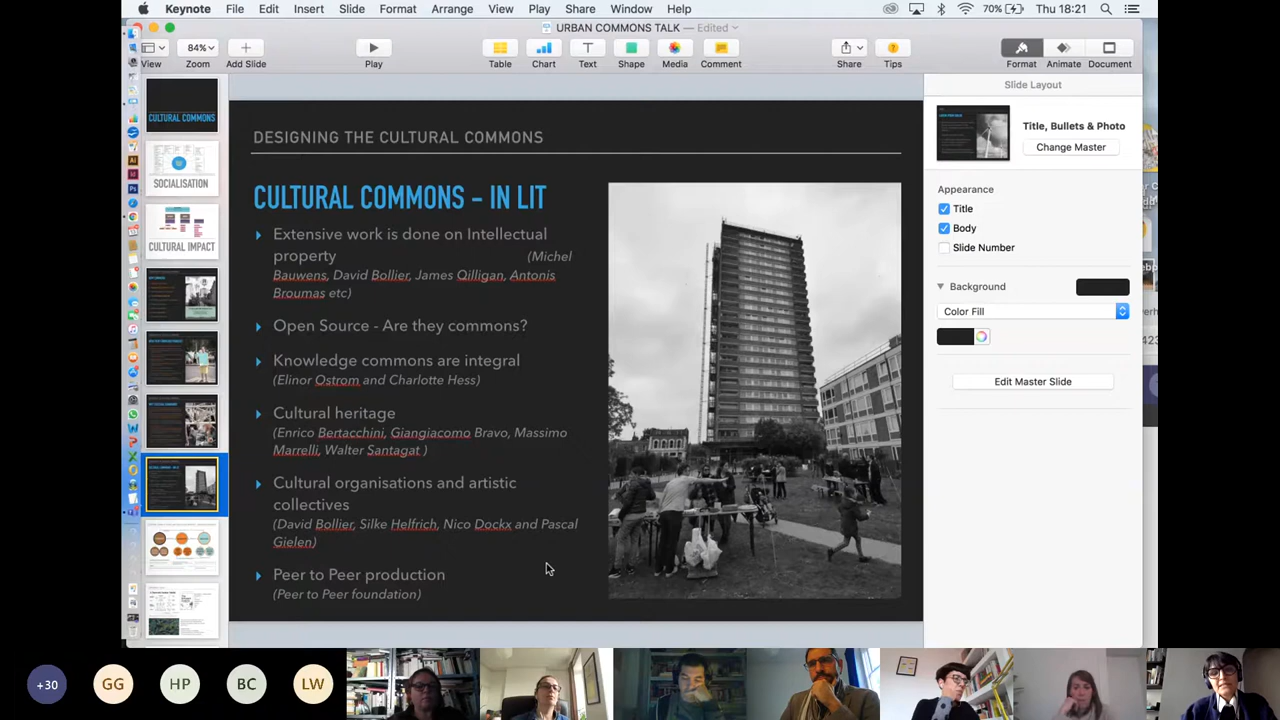 Keynote File Edit Insert Slide Format Arrange View Play Share Window Help 70% Thu 18:21
URBAN COMMONS TALK — Edited
84%
View Zoom Add Slide Play Table Chart Text Shape Media Comment Share Tips Format Animate Document
CULTURAL COMMONS
SOCIALISATION
CULTURAL IMPACT
DESIGNING THE CULTURAL COMMONS
CULTURAL COMMONS - IN LIT
Extensive work is done on Intellectual
property (Michel
Bauwens, David Bollier, James Qilligan, Antonis
Broumas etc)
Open Source - Are they commons?
Knowledge commons are integral
(Elinor Ostrom and Charlotte Hess)
Cultural heritage
(Enrico Bertacchini, Giangiacomo Bravo, Massimo
Marrelli, Walter Santagat )
Cultural organisations and artistic
collectives
(David Bollier, Silke Helfrich, Nico Dockx and Pascal
Gielen)
Peer to Peer production
(Peer to Peer foundation)
Slide Layout
Title, Bullets & Photo
Change Master
Appearance
Title
Body
Slide Number
Background
Color Fill
Edit Master Slide
+30 GG HP BC LW